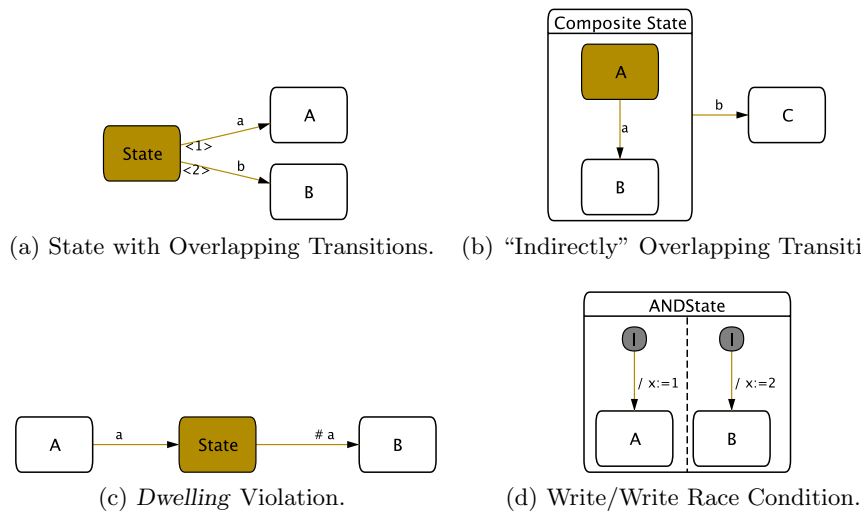 State
<1>
<2>
a
b
A
B
(a) State with Overlapping Transitions.
Composite State
A
a
B
b
C
(b) “Indirectly” Overlapping Transiti
A
a
State
# a
B
(c) Dwelling Violation.
ANDState
I
I
/ x:=1
/ x:=2
A
B
(d) Write/Write Race Condition.